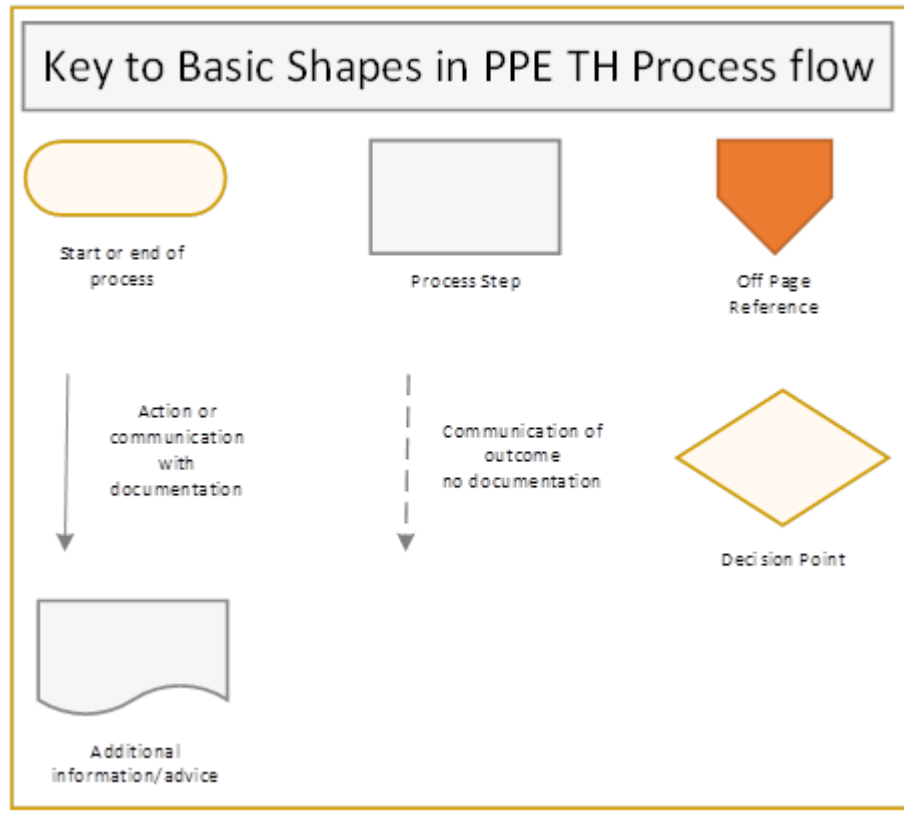 Key to Basic Shapes in PPE TH Process flow
Start or end of
process
Process Step
Off Page
Reference
Action or
communication
with
documentation
Communication of
outcome
no documentation
Decision Point
Additional
information/advice